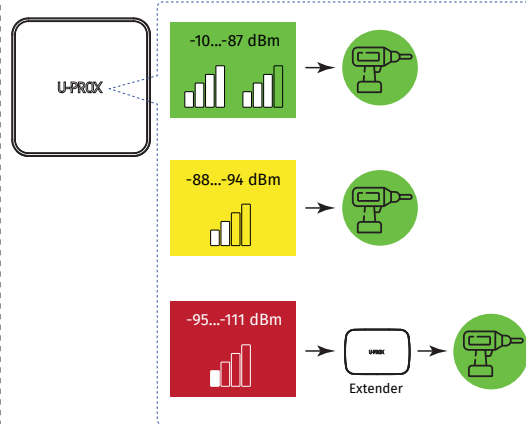 U-PROX
-10...-87 dBm
-88...-94 dBm
-95...-111 dBm
U-PROX
Extender